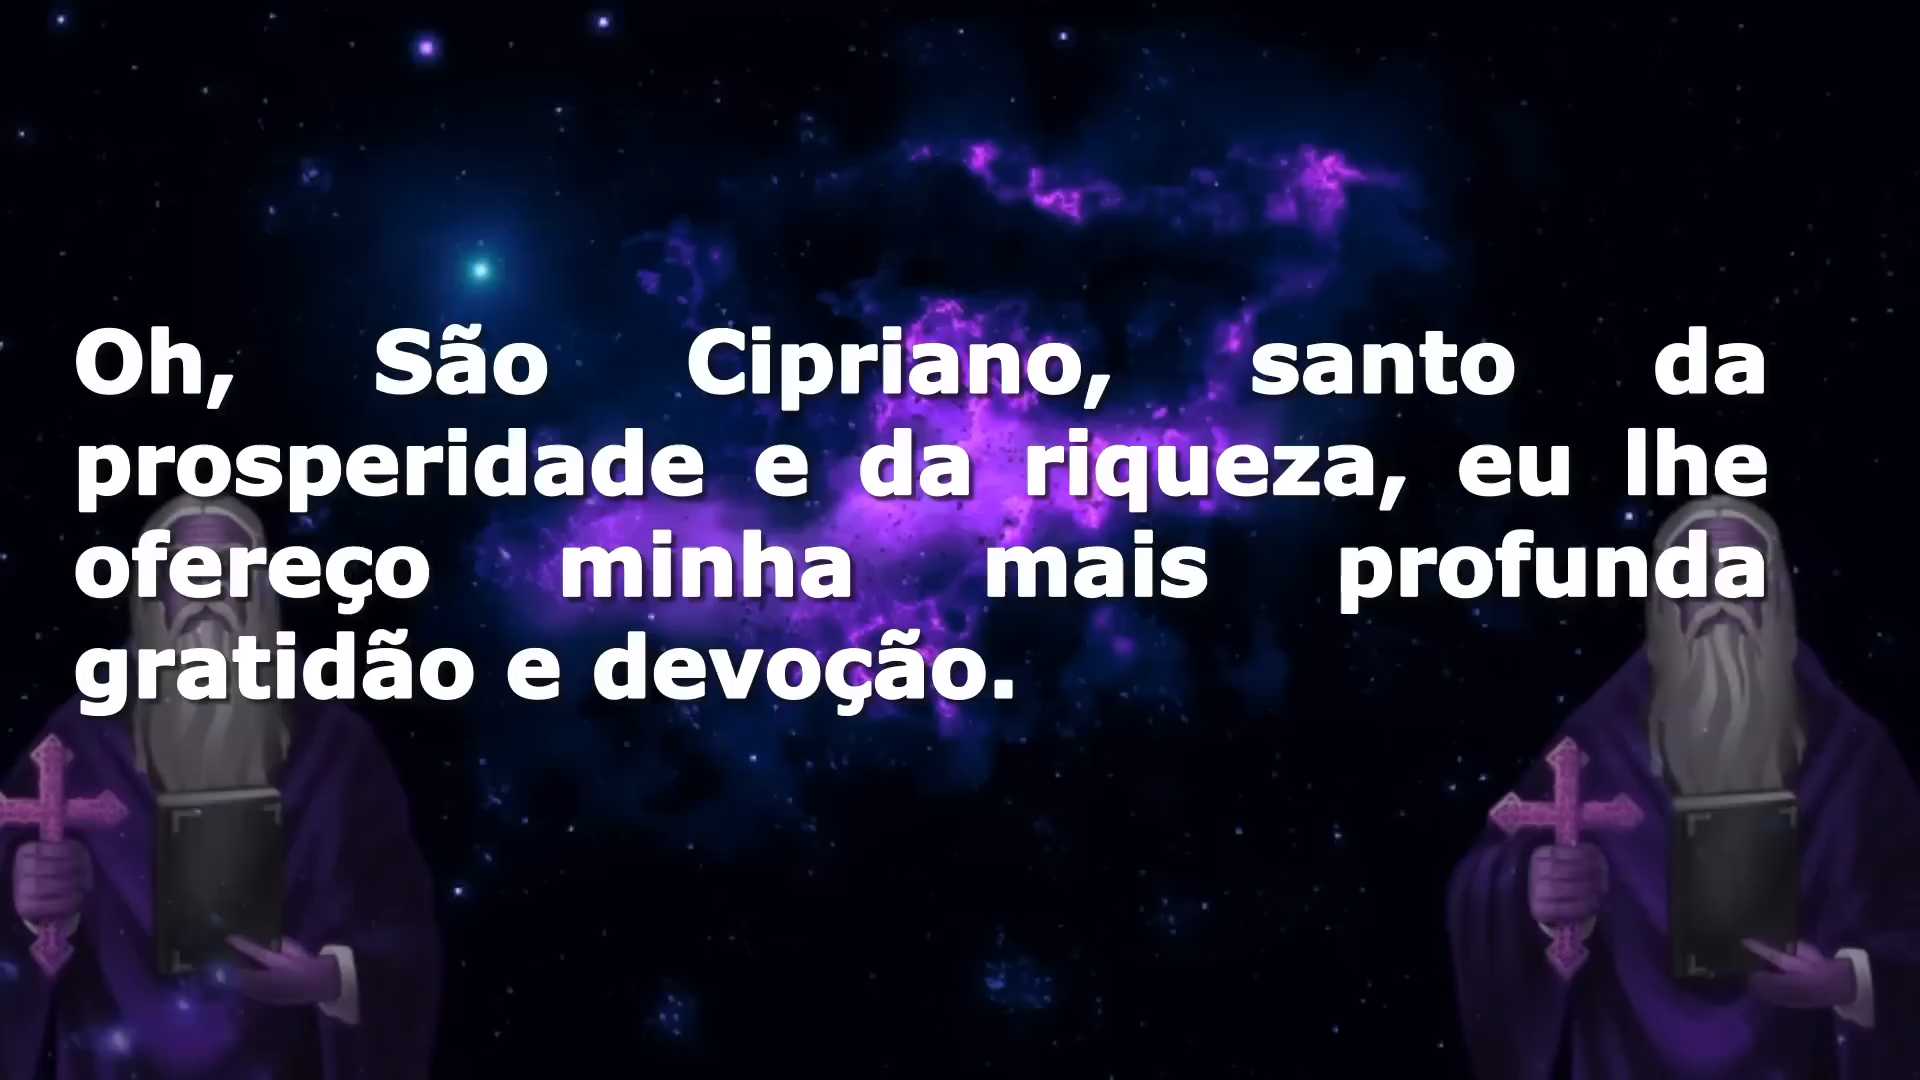 Oh, São Cipriano, santo da
prosperidade e da riqueza, eu lhe
ofereço minha mais profunda
gratidão e devoção.